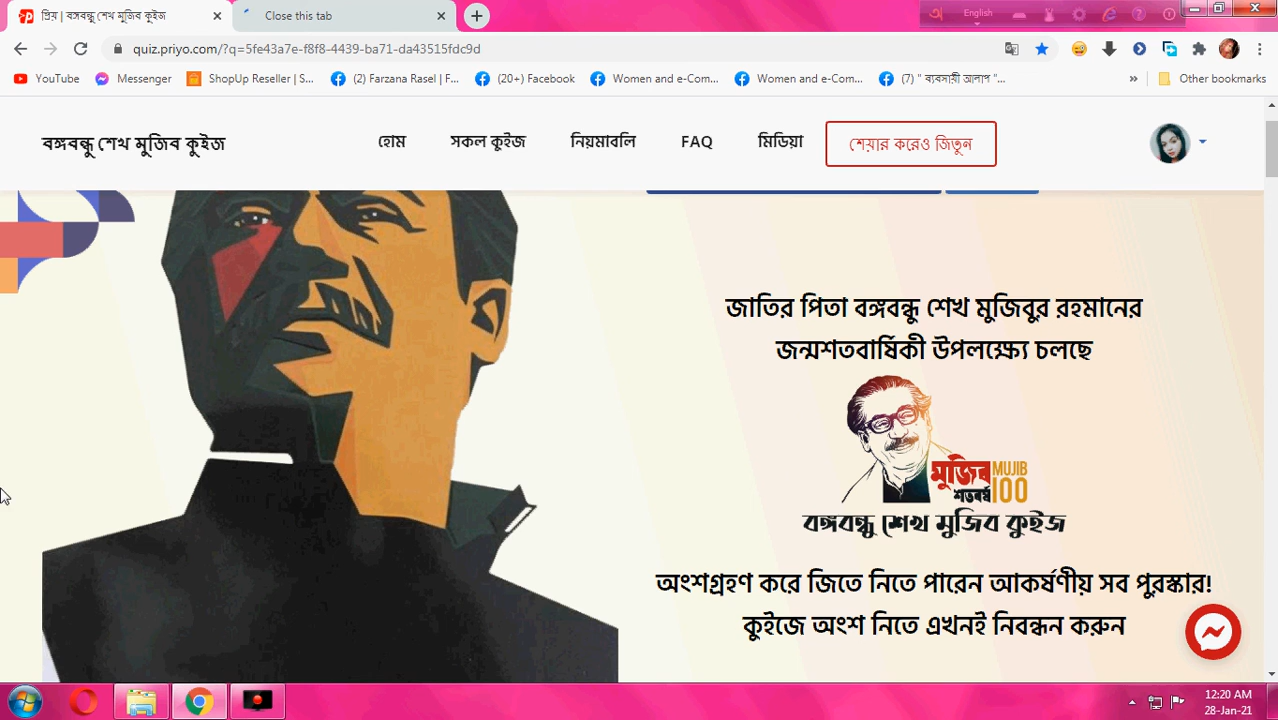 প্রিয় | বঙ্গবন্ধু শেখ মুজিব কুইজ
Close this tab
English
quiz.priyo.com/?q=5fe43a7e-f8f8-4439-ba71-da43515fdc9d
YouTube
Messenger
ShopUp Reseller | S...
(2) Farzana Rasel | F...
(20+) Facebook
Women and e-Com...
Women and e-Com...
(7) " ব্যবসায়ী আলাপ "...
Other bookmarks
বঙ্গবন্ধু শেখ মুজিব কুইজ
হোম
সকল কুইজ
নিয়মাবলি
FAQ
মিডিয়া
শেয়ার করেও জিতুন
জাতির পিতা বঙ্গবন্ধু শেখ মুজিবুর রহমানের
জন্মশতবার্ষিকী উপলক্ষ্যে চলছে
মুজিব শতবর্ষ
MUJIB 100
বঙ্গবন্ধু শেখ মুজিব কুইজ
অংশগ্রহণ করে জিতে নিতে পারেন আকর্ষণীয় সব পুরস্কার!
কুইজে অংশ নিতে এখনই নিবন্ধন করুন
12:20 AM
28-Jan-21